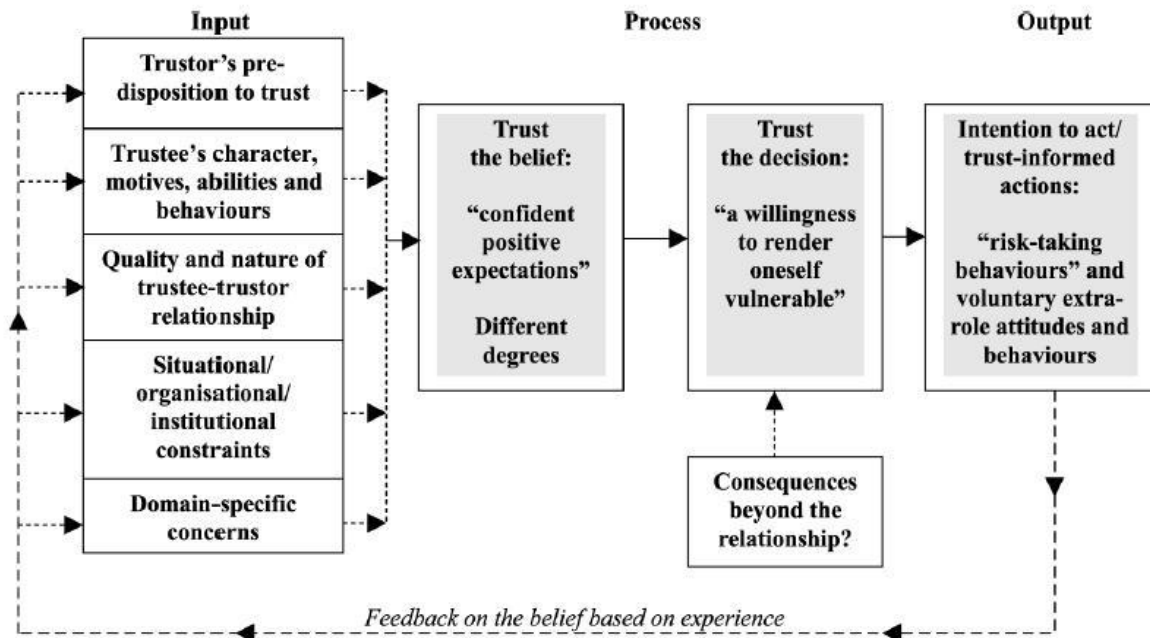 Input
Process
Output
Trustor’s pre-
disposition to trust
Trustee’s character,
motives, abilities and
behaviours
Quality and nature of
trustee-trustor
relationship
Situational/
organisational/
institutional
constraints
Domain-specific
concerns
Trust
the belief:
“confident
positive
expectations”
Different
degrees
Trust
the decision:
“a willingness
to render
oneself
vulnerable”
Consequences
beyond the
relationship?
Intention to act/
trust-informed
actions:
“risk-taking
behaviours” and
voluntary extra-
role attitudes and
behaviours
Feedback on the belief based on experience